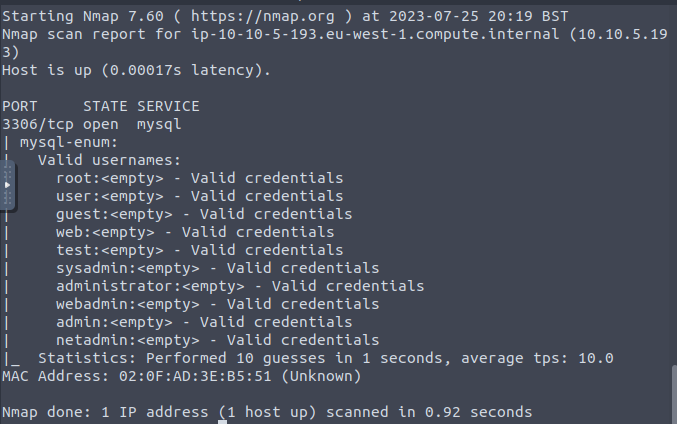 Starting Nmap 7.60 ( https://nmap.org ) at 2023-07-25 20:19 BST
Nmap scan report for ip-10-10-5-193.eu-west-1.compute.internal (10.10.5.19
3)
Host is up (0.00017s latency).

PORT     STATE SERVICE
3306/tcp open  mysql
| mysql-enum:
|   Valid usernames:
|     root:<empty> - Valid credentials
|     user:<empty> - Valid credentials
|     guest:<empty> - Valid credentials
|     web:<empty> - Valid credentials
|     test:<empty> - Valid credentials
|     sysadmin:<empty> - Valid credentials
|     administrator:<empty> - Valid credentials
|     webadmin:<empty> - Valid credentials
|     admin:<empty> - Valid credentials
|     netadmin:<empty> - Valid credentials
|_  Statistics: Performed 10 guesses in 1 seconds, average tps: 10.0
MAC Address: 02:0F:AD:3E:B5:51 (Unknown)

Nmap done: 1 IP address (1 host up) scanned in 0.92 seconds